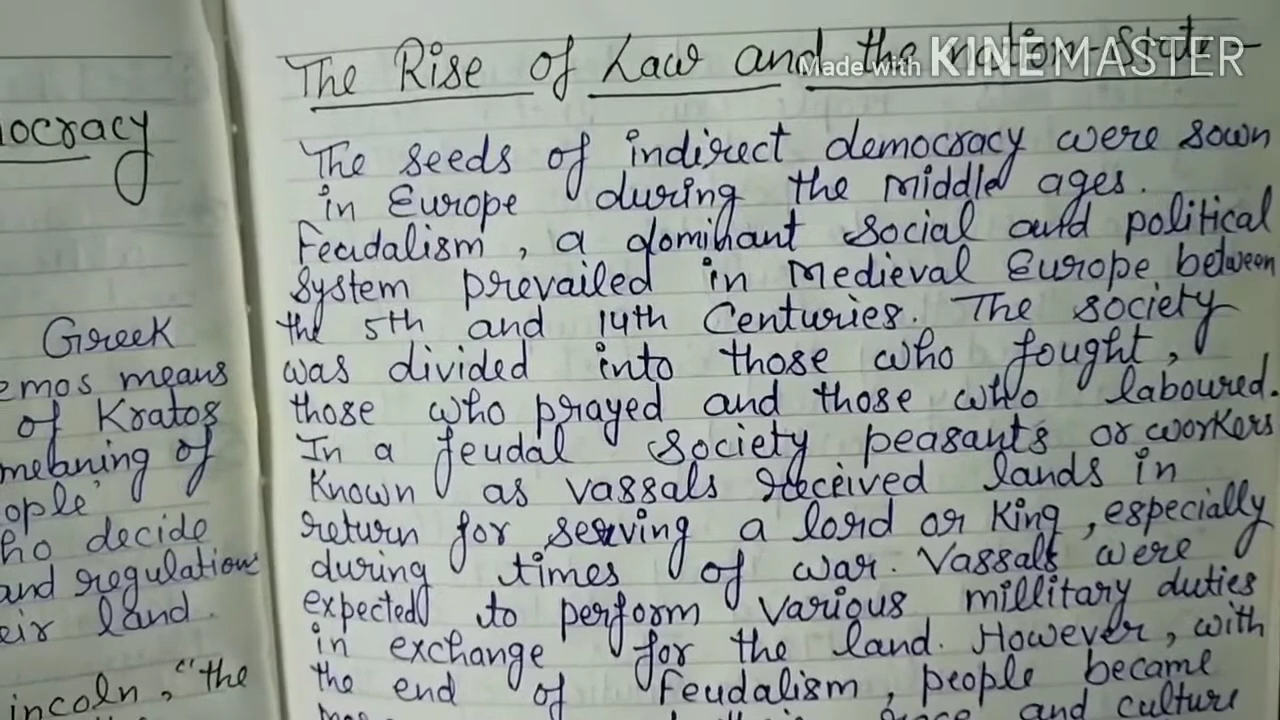 ocracy
Greek
emos means
of Kratos
meaning of
ople'
ho decide
and regulations
eir land.
incoln, "the
The Rise of Law and the nation-State-
Made with KINEMASTER
The seeds of indirect democracy were sown
in Europe during the middle ages.
Feudalism, a dominant social and political
system prevailed in Medieval Europe between
the 5th and 14th Centuries. The society
was divided into those who fought,
those who prayed and those who laboured.
In a feudal society peasants or workers
Known as vassals received lands in
return for serving a lord or King, especially
during times of war. Vassals were
expected to perform various millitary duties
in exchange for the land. However, with
the end of Feudalism, people became
and culture